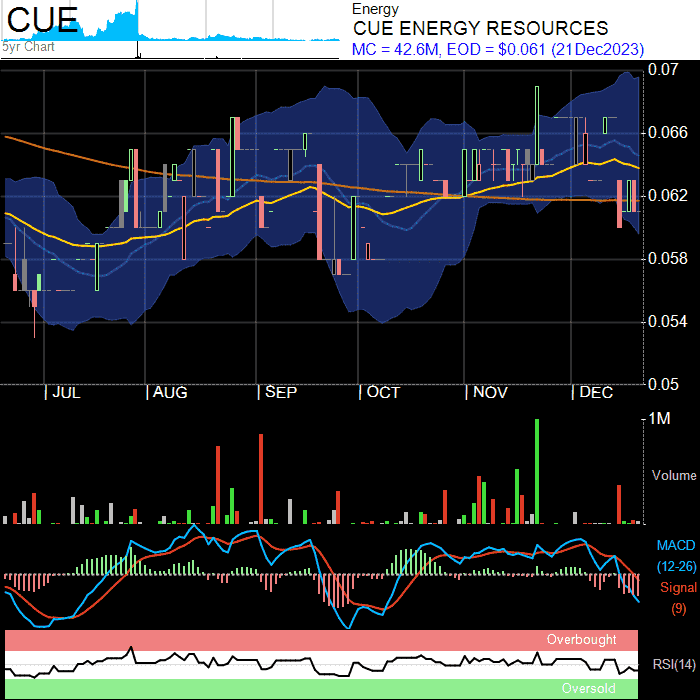 CUE
5yr Chart
Energy
CUE ENERGY RESOURCES
MC = 42.6M, EOD = $0.061 (21Dec2023)
0.07
0.066
0.062
0.058
0.054
0.05
| JUL | AUG | SEP | OCT | NOV | DEC
1M
Volume
MACD
(12-26)
Signal
(9)
Overbought
RSI(14)
Oversold